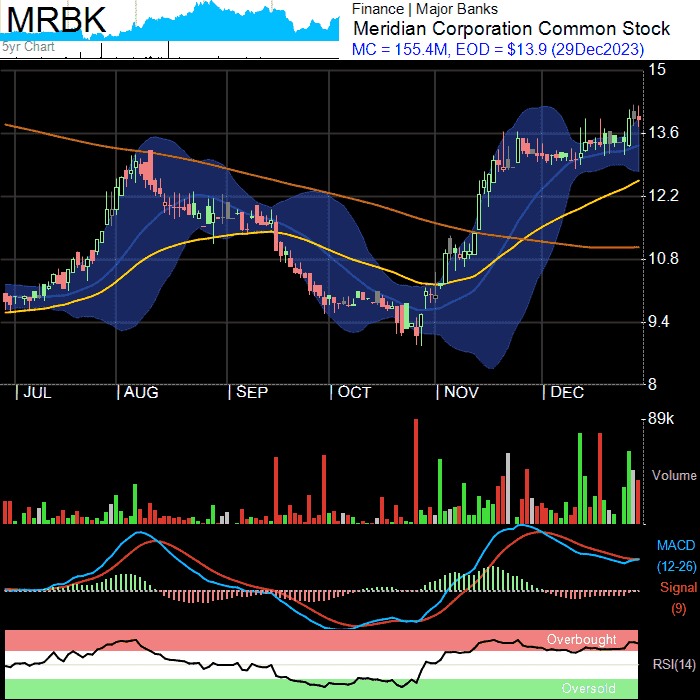 MRBK
5yr Chart
Finance | Major Banks
Meridian Corporation Common Stock
MC = 155.4M, EOD = $13.9 (29Dec2023)
15
13.6
12.2
10.8
9.4
8
| JUL | AUG | SEP | OCT | NOV | DEC
89k
Volume
MACD
(12-26)
Signal
(9)
Overbought
RSI(14)
Oversold